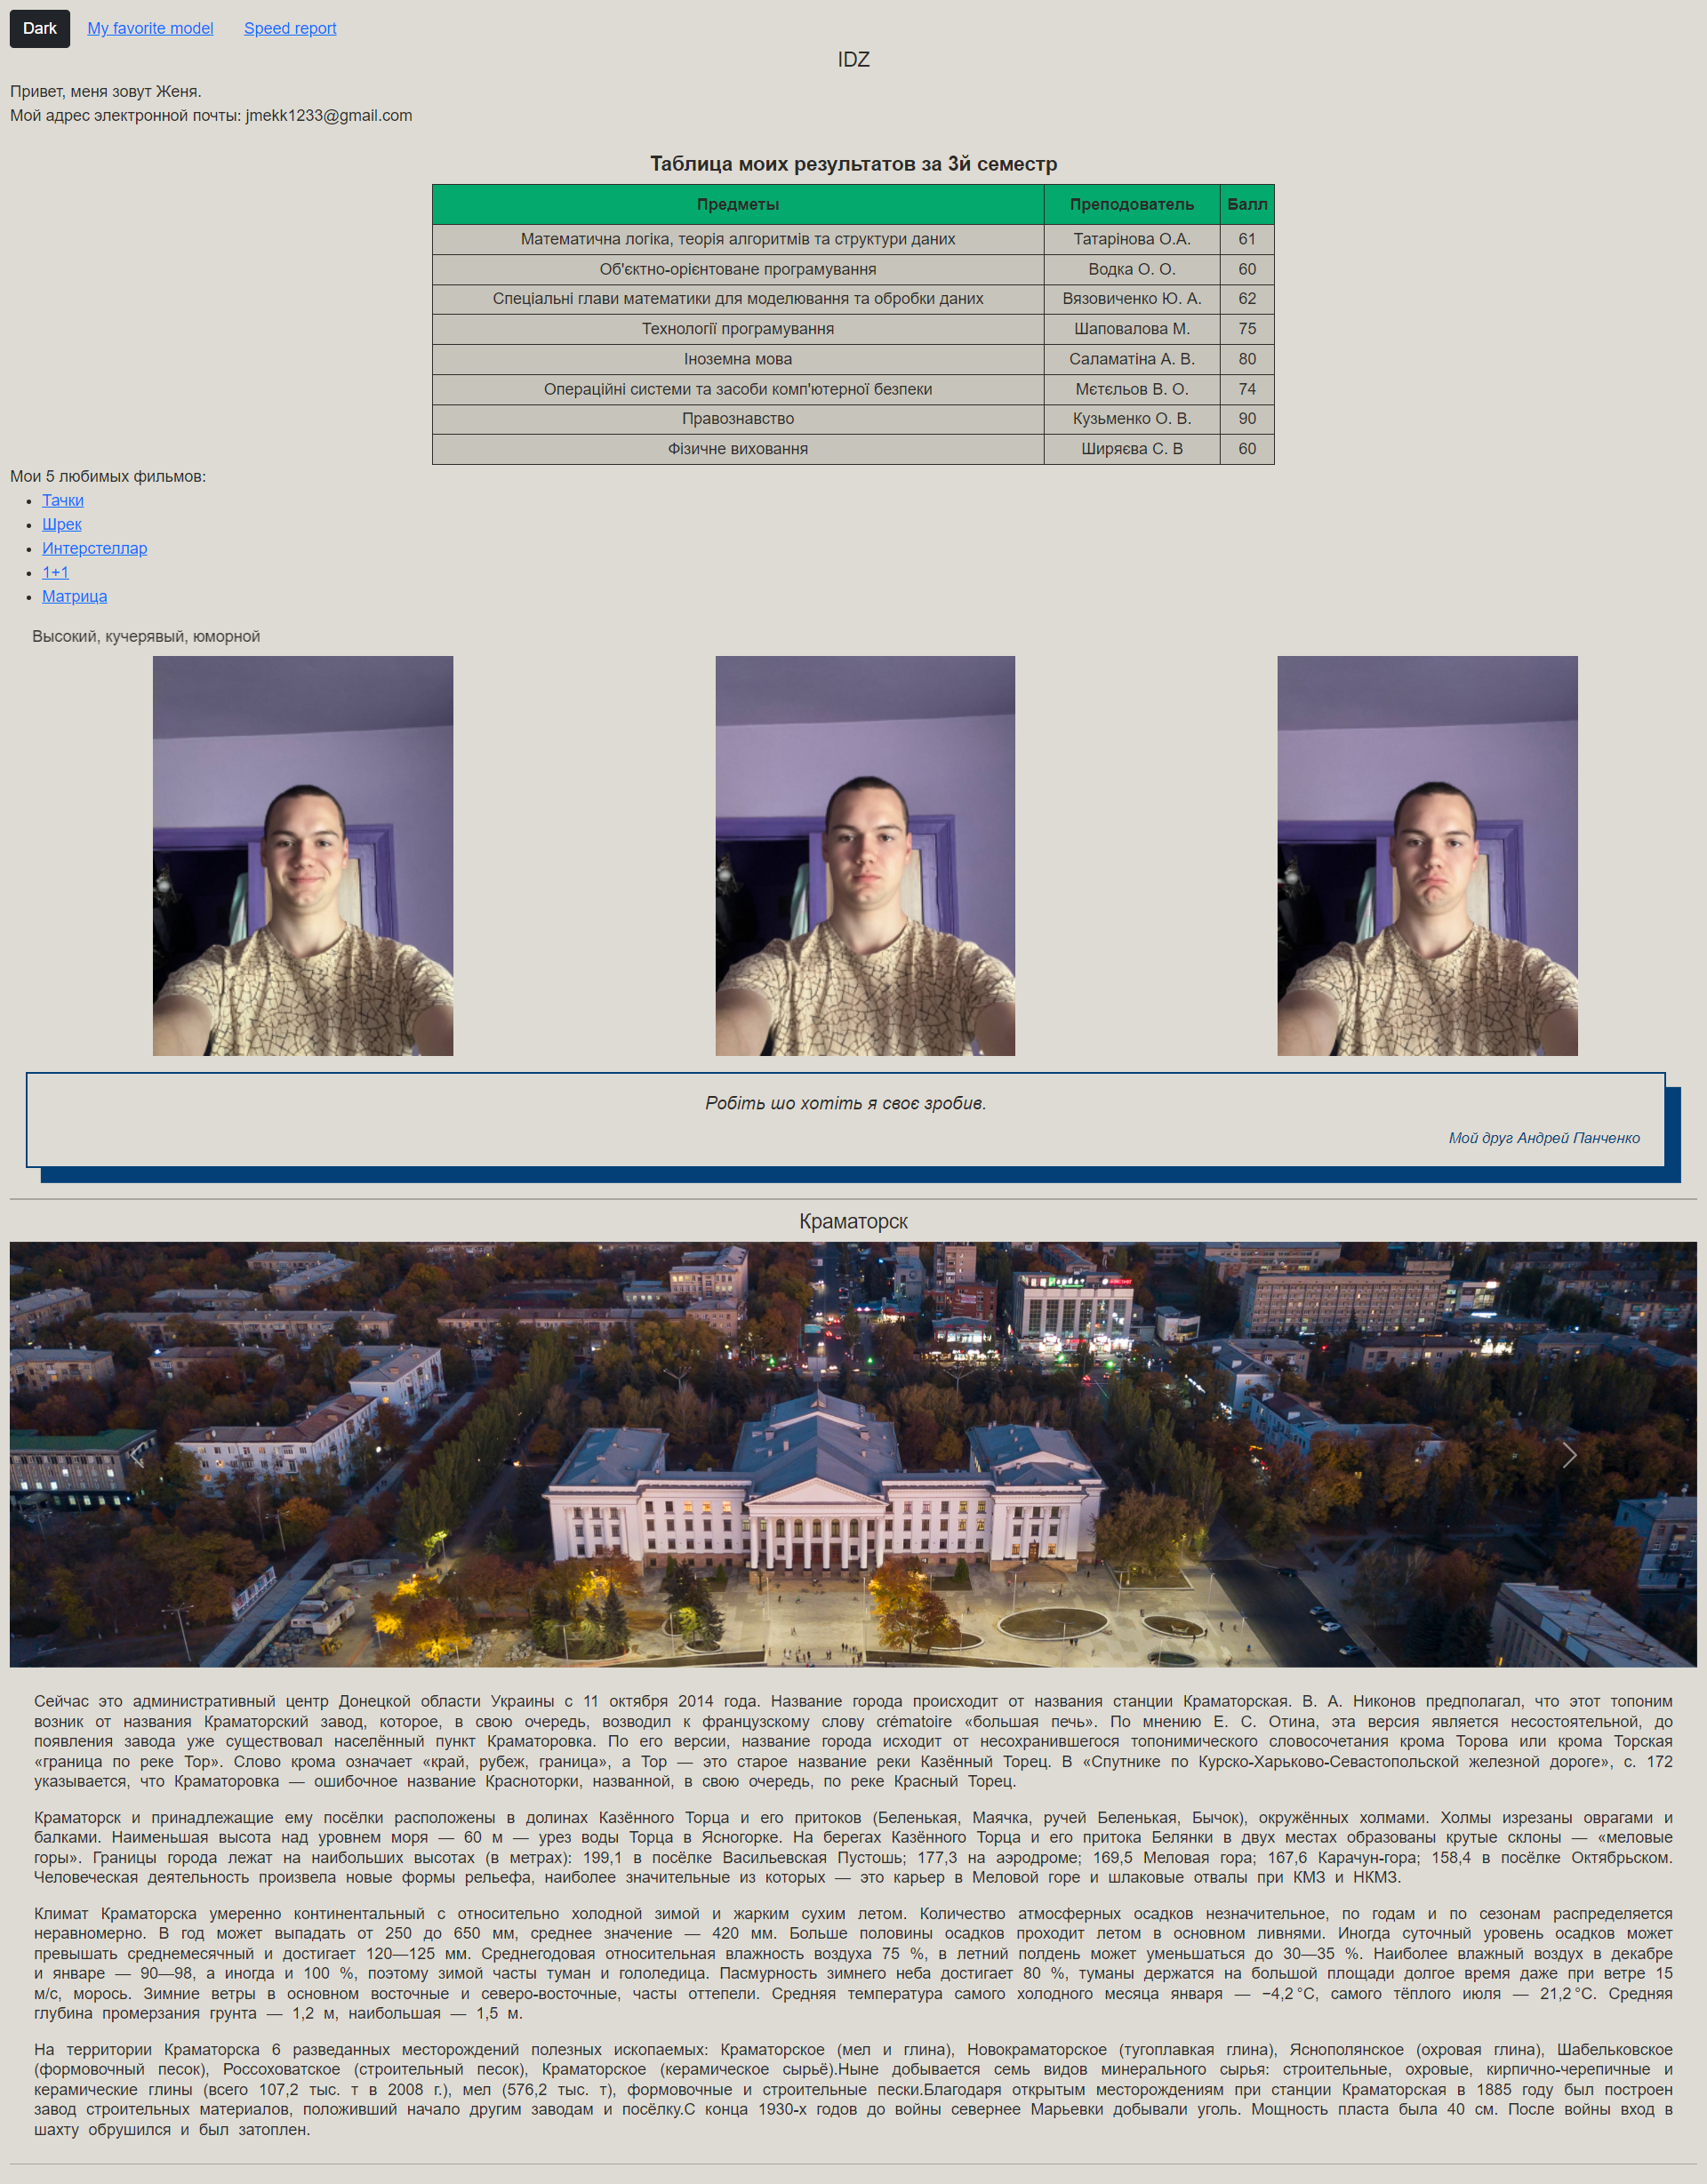 Dark My favorite model Speed report
IDZ
Привет, меня зовут Женя.
Мой адрес электронной почты: jmekk1233@gmail.com
Таблица моих результатов за 3й семестр
Предметы Преподователь Балл
Математична логіка, теорія алгоритмів та структури даних Татарінова О.А. 61
Об'єктно-орієнтоване програмування Водка О. О. 60
Спеціальні глави математики для моделювання та обробки даних Вязовиченко Ю. А. 62
Технології програмування Шаповалова М. 75
Іноземна мова Саламатіна А. В. 80
Операційні системи та засоби комп'ютерної безпеки Мєтєльов В. О. 74
Правознавство Кузьменко О. В. 90
Фізичне виховання Ширяєва С. В 60
Мои 5 любимых фильмов:
Тачки
Шрек
Интерстеллар
1+1
Матрица
Высокий, кучерявый, юморной
Робіть шо хотіть я своє зробив.
Мой друг Андрей Панченко
Краматорск
Сейчас это административный центр Донецкой области Украины с 11 октября 2014 года. Название города происходит от названия станции Краматорская. В. А. Никонов предполагал, что этот топоним
возник от названия Краматорский завод, которое, в свою очередь, возводил к французскому слову crématoire «большая печь». По мнению Е. С. Отина, эта версия является несостоятельной, до
появления завода уже существовал населённый пункт Краматоровка. По его версии, название города исходит от несохранившегося топонимического словосочетания крома Торова или крома Торская
«граница по реке Тор». Слово крома означает «край, рубеж, граница», а Тор — это старое название реки Казённый Торец. В «Спутнике по Курско-Харьково-Севастопольской железной дороге», с. 172
указывается, что Краматоровка — ошибочное название Красноторки, названной, в свою очередь, по реке Красный Торец.
Краматорск и принадлежащие ему посёлки расположены в долинах Казённого Торца и его притоков (Беленькая, Маячка, ручей Беленькая, Бычок), окружённых холмами. Холмы изрезаны оврагами и
балками. Наименьшая высота над уровнем моря — 60 м — урез воды Торца в Ясногорке. На берегах Казённого Торца и его притока Белянки в двух местах образованы крутые склоны — «меловые
горы». Границы города лежат на наибольших высотах (в метрах): 199,1 в посёлке Васильевская Пустошь; 177,3 на аэродроме; 169,5 Меловая гора; 167,6 Карачун-гора; 158,4 в посёлке Октябрьском.
Человеческая деятельность произвела новые формы рельефа, наиболее значительные из которых — это карьер в Меловой горе и шлаковые отвалы при КМЗ и НКМЗ.
Климат Краматорска умеренно континентальный с относительно холодной зимой и жарким сухим летом. Количество атмосферных осадков незначительное, по годам и по сезонам распределяется
неравномерно. В год может выпадать от 250 до 650 мм, среднее значение — 420 мм. Больше половины осадков проходит летом в основном ливнями. Иногда суточный уровень осадков может
превышать среднемесячный и достигает 120—125 мм. Среднегодовая относительная влажность воздуха 75 %, в летний полдень может уменьшаться до 30—35 %. Наиболее влажный воздух в декабре
и январе — 90—98, а иногда и 100 %, поэтому зимой часты туман и гололедица. Пасмурность зимнего неба достигает 80 %, туманы держатся на большой площади долгое время даже при ветре 15
м/с, морось. Зимние ветры в основном восточные и северо-восточные, часты оттепели. Средняя температура самого холодного месяца января — −4,2 °C, самого тёплого июля — 21,2 °C. Средняя
глубина промерзания грунта — 1,2 м, наибольшая — 1,5 м.
На территории Краматорска 6 разведанных месторождений полезных ископаемых: Краматорское (мел и глина), Новокраматорское (тугоплавкая глина), Яснополянское (охровая глина), Шабельковское
(формовочный песок), Россоховатское (строительный песок), Краматорское (керамическое сырьё).Ныне добывается семь видов минерального сырья: строительные, охровые, кирпично-черепичные и
керамические глины (всего 107,2 тыс. т в 2008 г.), мел (576,2 тыс. т), формовочные и строительные пески.Благодаря открытым месторождениям при станции Краматорская в 1885 году был построен
завод строительных материалов, положивший начало другим заводам и посёлку.С конца 1930-х годов до войны севернее Марьевки добывали уголь. Мощность пласта была 40 см. После войны вход в
шахту обрушился и был затоплен.